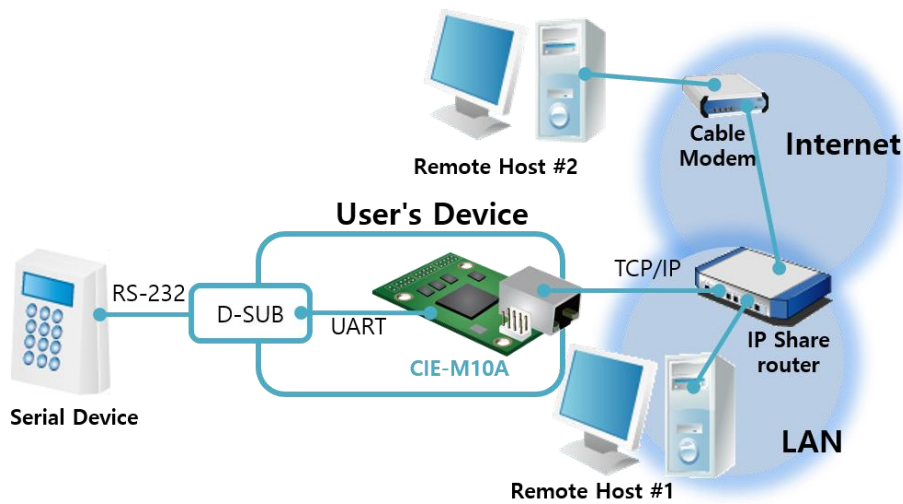 Cable
Modem
Internet
Remote Host #2
User's Device
TCP/IP
RS-232
D-SUB
UART
IP Share
router
CIE-M10A
Serial Device
LAN
Remote Host #1